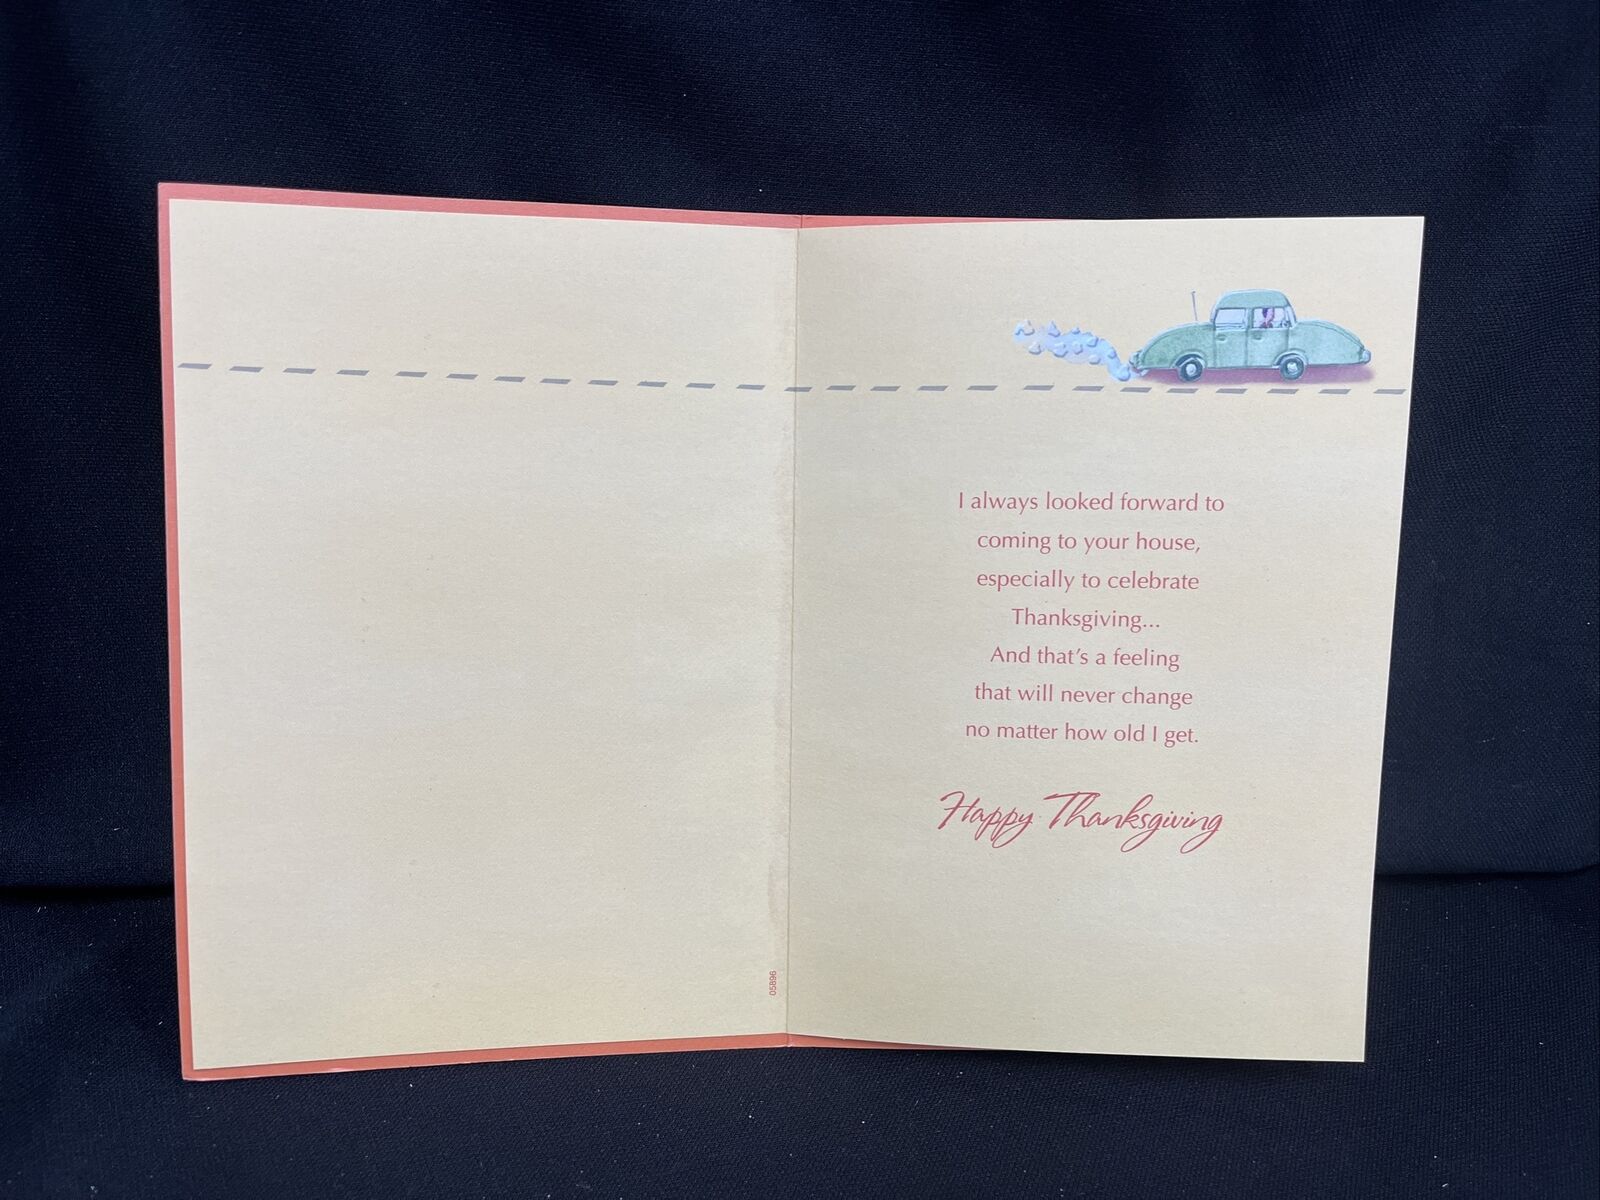 I always looked forward to
coming to your house,
especially to celebrate
Thanksgiving...
And that's a feeling
that will never change
no matter how old I get.
Happy Thanksgiving
05896